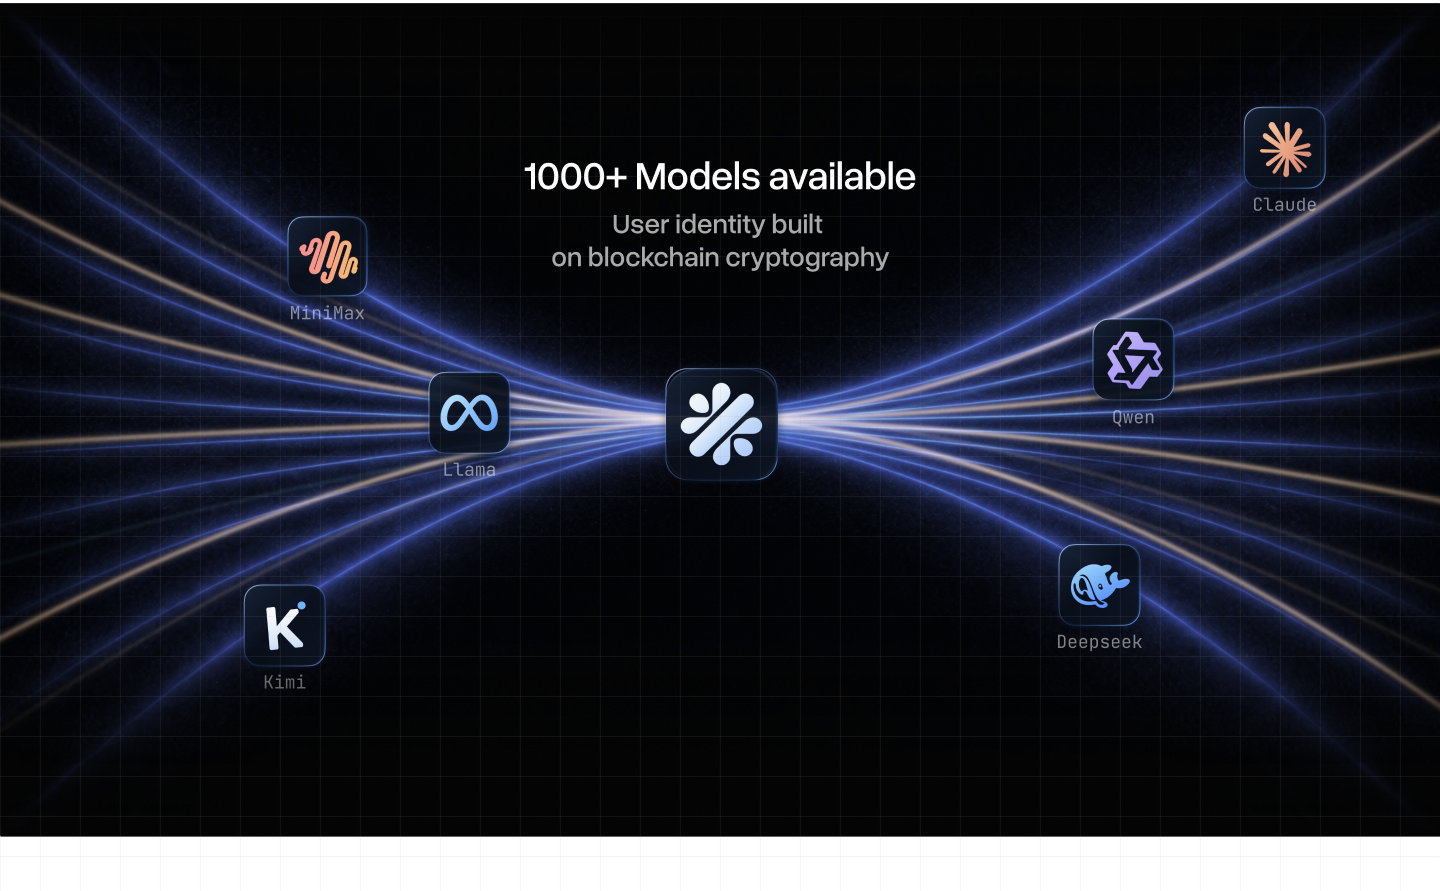 1000+ Models available
User identity built
on blockchain cryptography
Claude
MiniMax
Qwen
Llama
Deepseek
Kimi